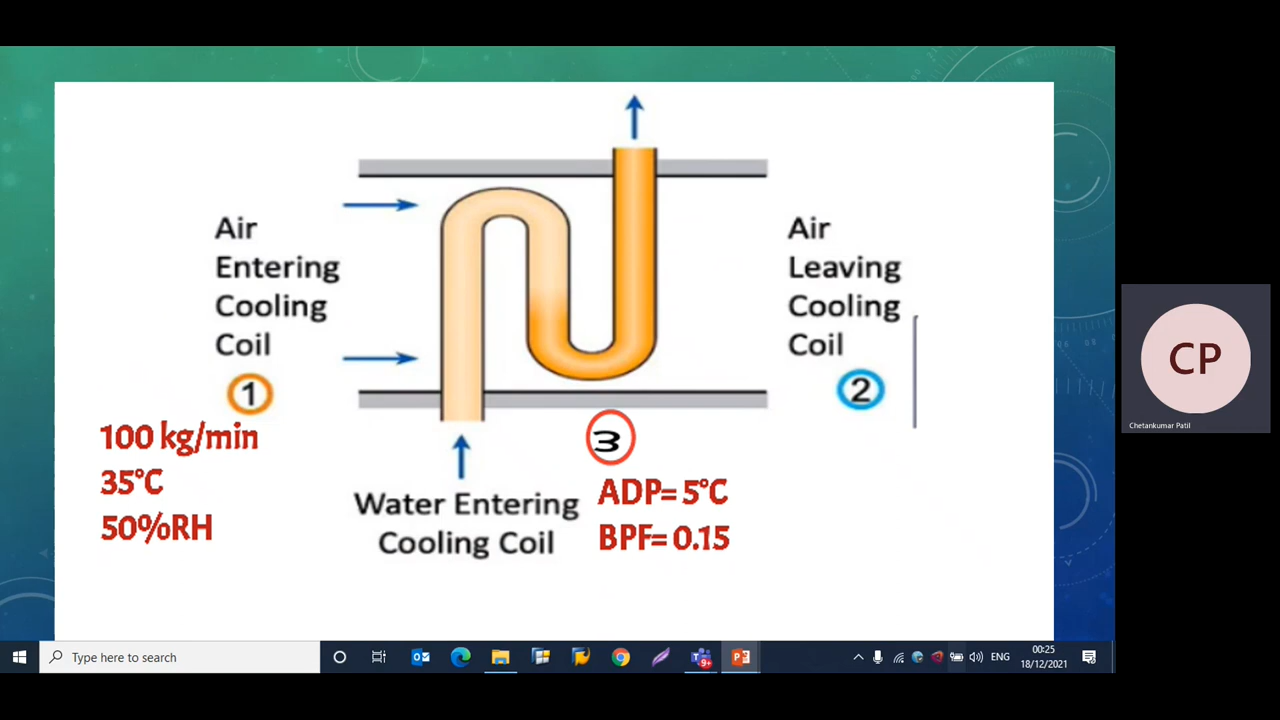 Air
Entering
Cooling
Coil
1
100 kg/min
35°C
50%RH
Water Entering
Cooling Coil
3
ADP= 5°C
BPF= 0.15
Air
Leaving
Cooling
Coil
2
CP
Chetankumar Patil
Type here to search
9+
ENG
00:25
18/12/2021